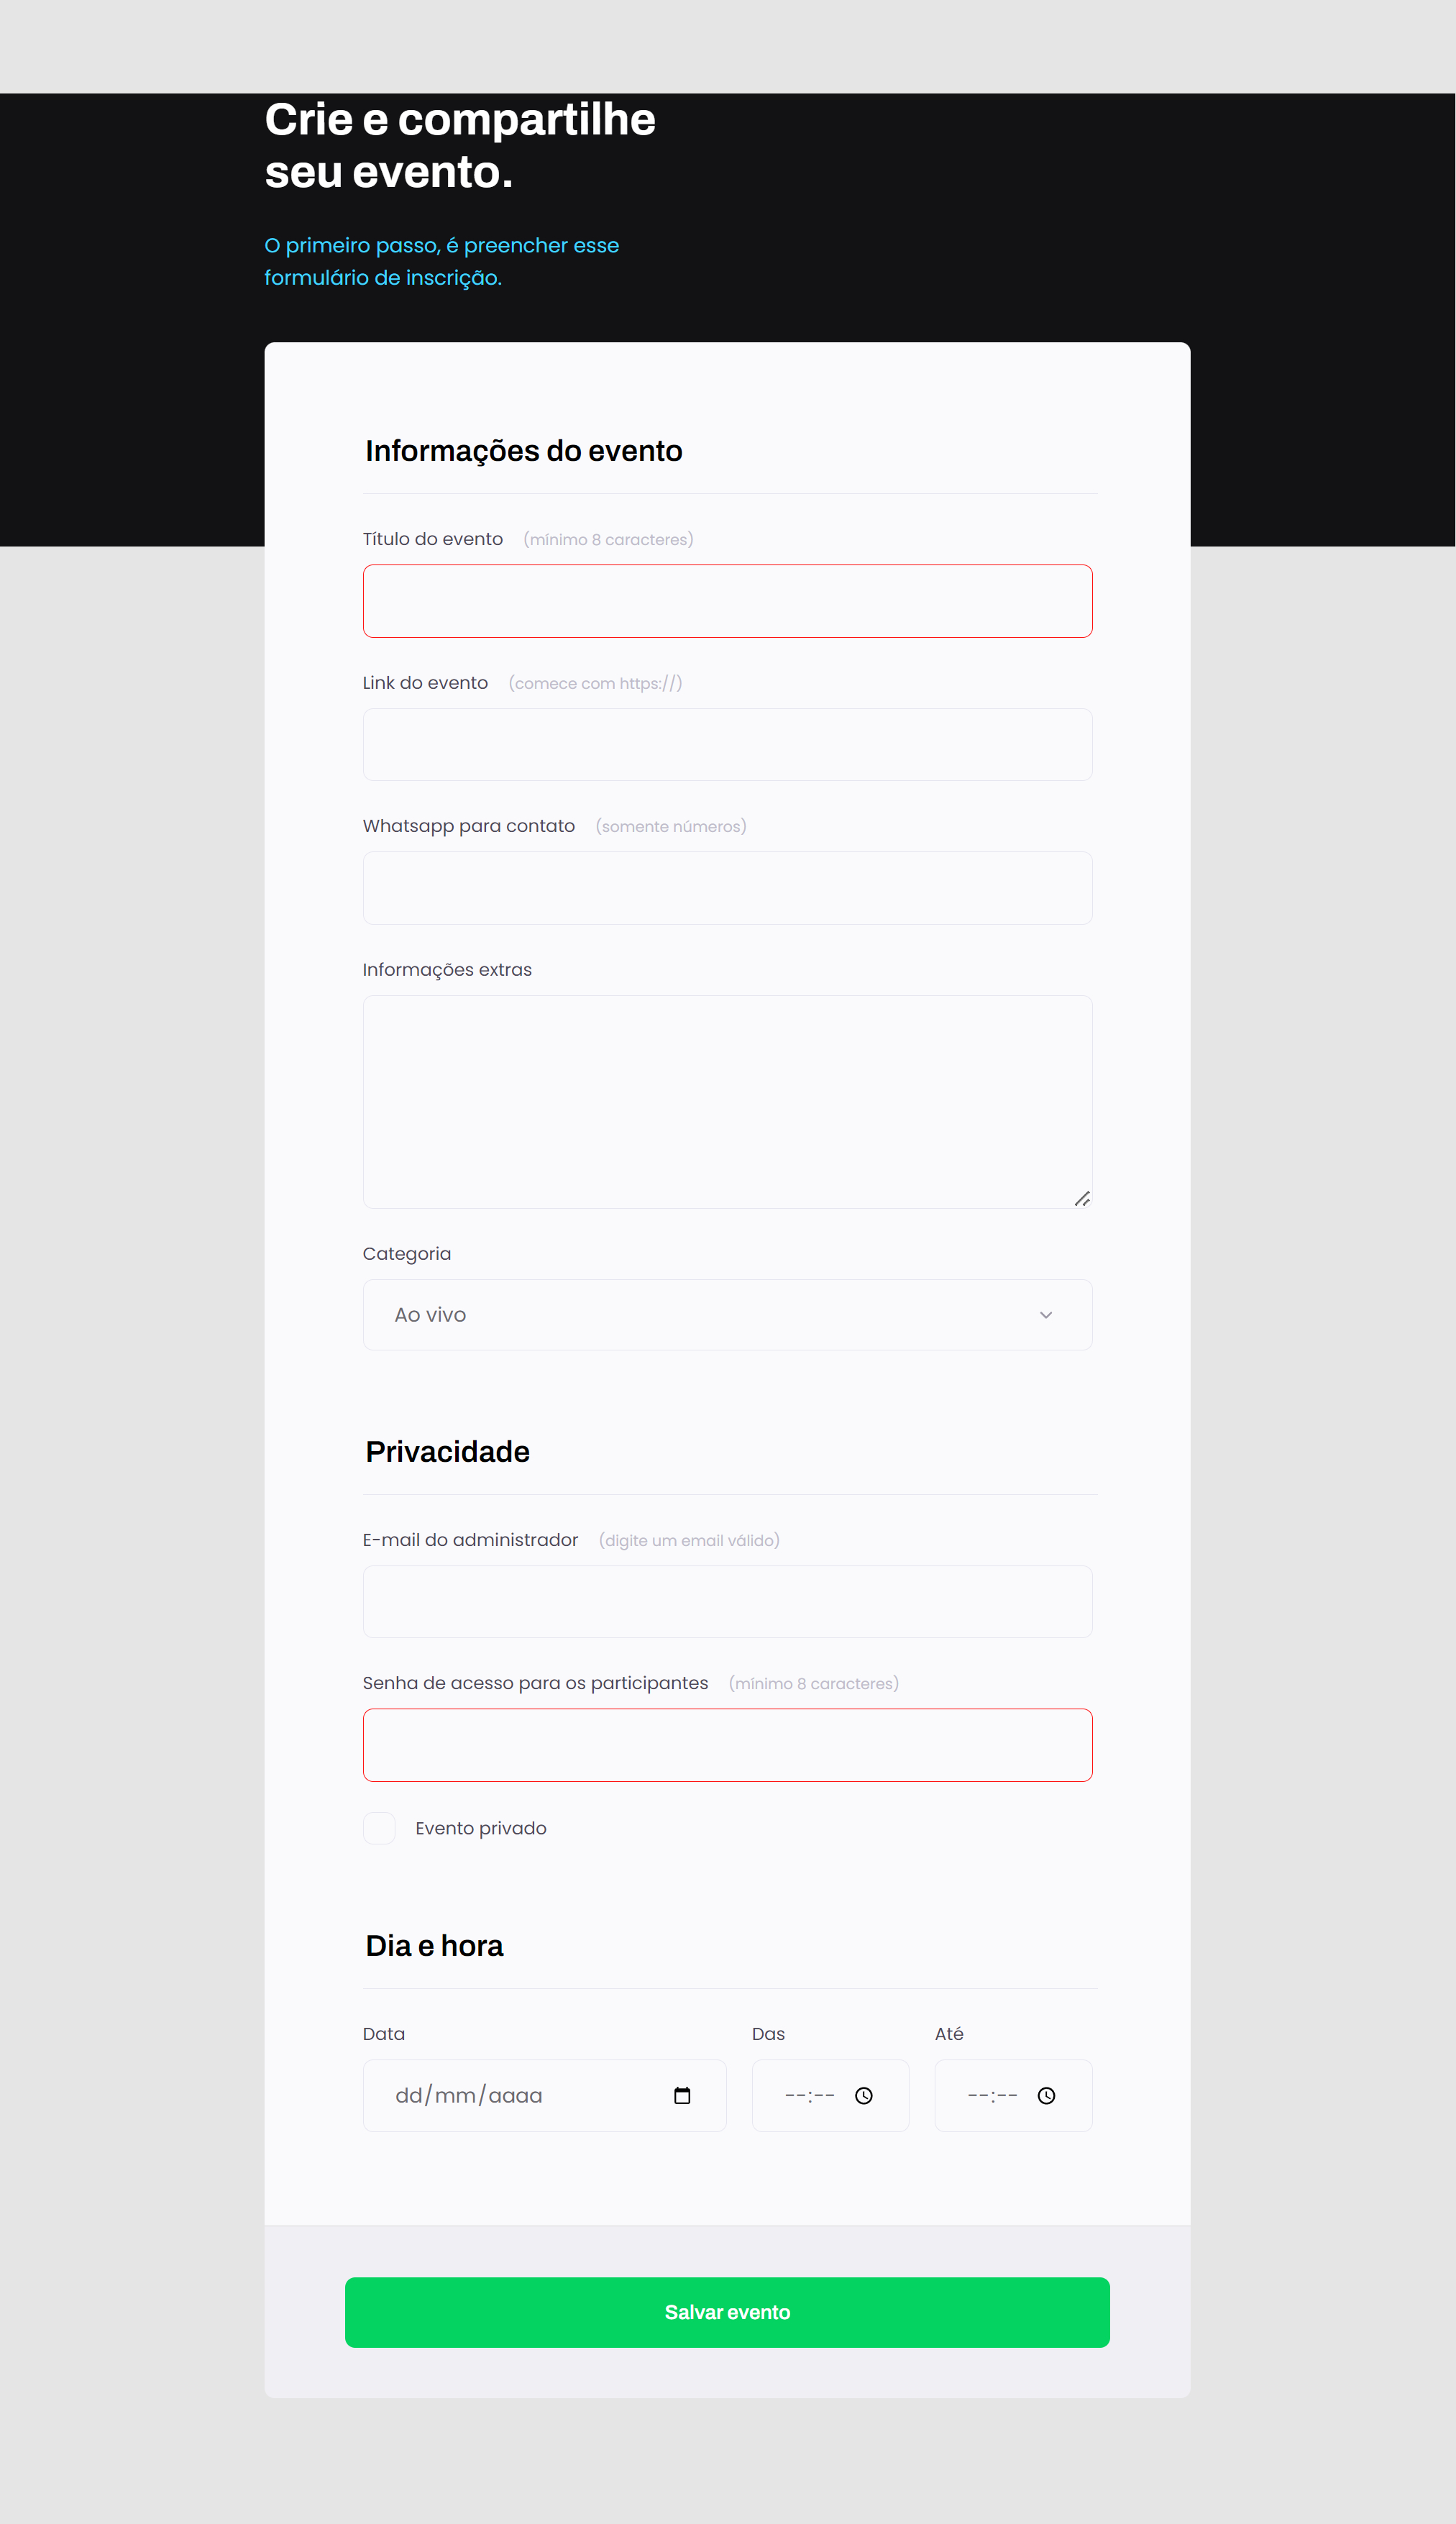 Crie e compartilhe
seu evento.
O primeiro passo, é preencher esse
formulário de inscrição.
Informações do evento
Título do evento (mínimo 8 caracteres)
Link do evento (comece com https://)
Whatsapp para contato (somente números)
Informações extras
Categoria
Ao vivo
Privacidade
E-mail do administrador (digite um email válido)
Senha de acesso para os participantes (mínimo 8 caracteres)
Evento privado
Dia e hora
Data Das Até
dd/mm/aaaa --:-- --:--
Salvar evento